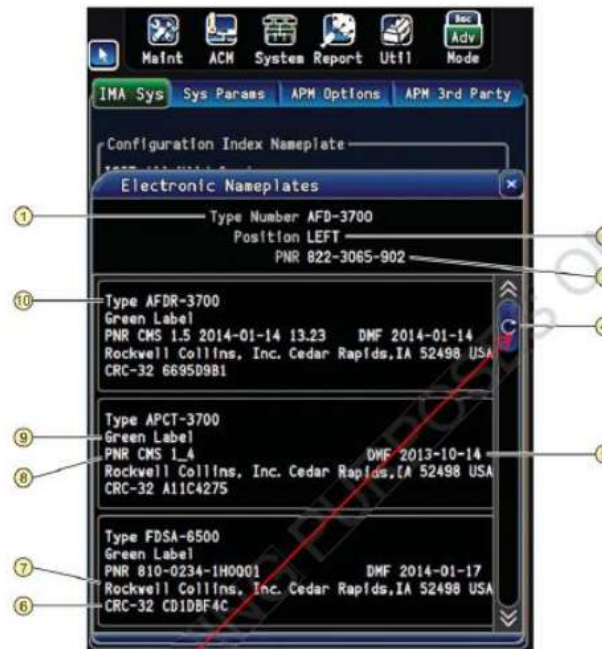 Bsc
Adv
Maint ACM System Report Util Mode
IMA Sys Sys Params APM Options APM 3rd Party
Configuration Index Nameplate
Electronic Nameplates
1 Type Number AFD-3700
Position LEFT
PNR 822-3065-902
10 Type AFDR-3700
Green Label
PNR CMS 1.5 2014-01-14 13.23 DMF 2014-01-14
Rockwell Collins, Inc. Cedar Rapids,IA 52498 USA
CRC-32 6695D9B1
Type APCT-3700
9 Green Label
8 PNR CMS 1_4 DMF 2013-10-14
Rockwell Collins, Inc. Cedar Rapids,IA 52498 USA
CRC-32 A11C4275
Type FDSA-6500
Green Label
7 PNR 810-0234-1H0001 DMF 2014-01-17
Rockwell Collins, Inc. Cedar Rapids,IA 52498 USA
6 CRC-32 CD1DBF4C
PURPOSES